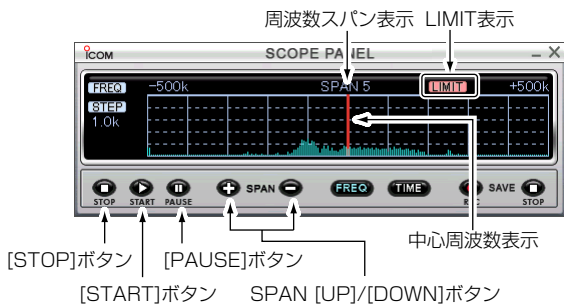 周波数スパン表示 LIMIT表示
ICOM SCOPE PANEL
FREQ -500k SPAN 5 LIMIT +500k
STEP
1.0k
SPAN FREQ TIME SAVE
STOP START PAUSE REC STOP
中心周波数表示
[STOP]ボタン [PAUSE]ボタン
[START]ボタン SPAN [UP]/[DOWN]ボタン